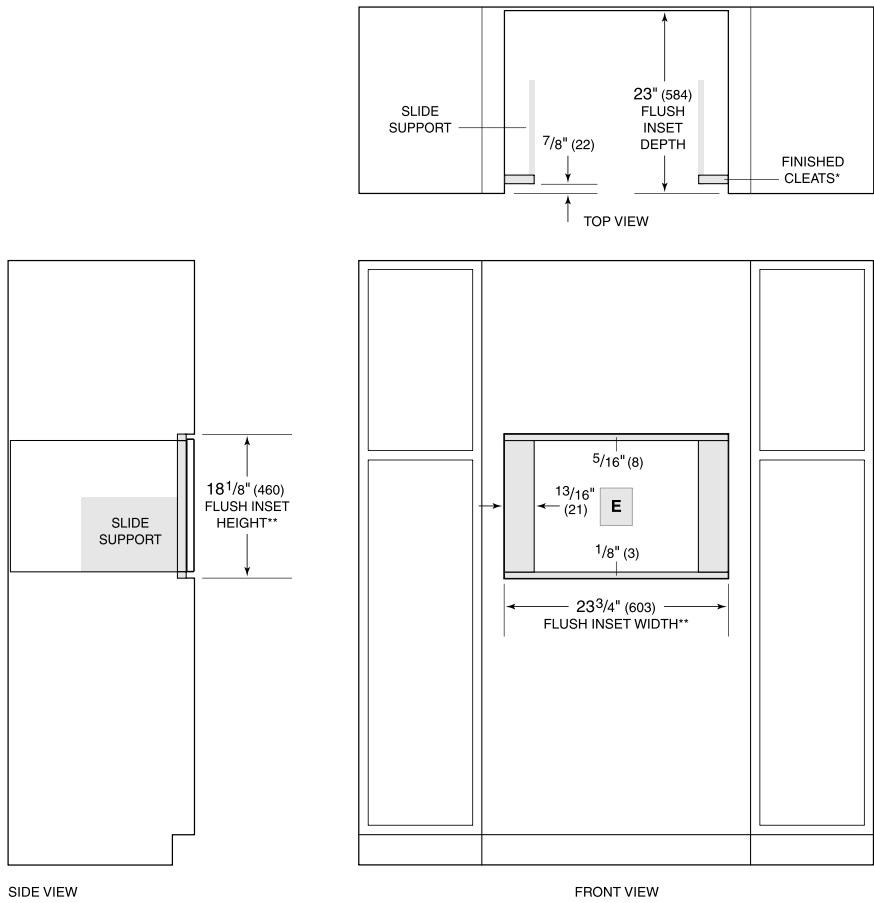 23" (584)
FLUSH
INSET
DEPTH
SLIDE
SUPPORT
7/8" (22)
FINISHED
CLEATS*
TOP VIEW
18 1/8" (460)
FLUSH INSET
HEIGHT**
SLIDE
SUPPORT
5/16" (8)
13/16"
(21)
E
1/8" (3)
23 3/4" (603)
FLUSH INSET WIDTH**
SIDE VIEW
FRONT VIEW